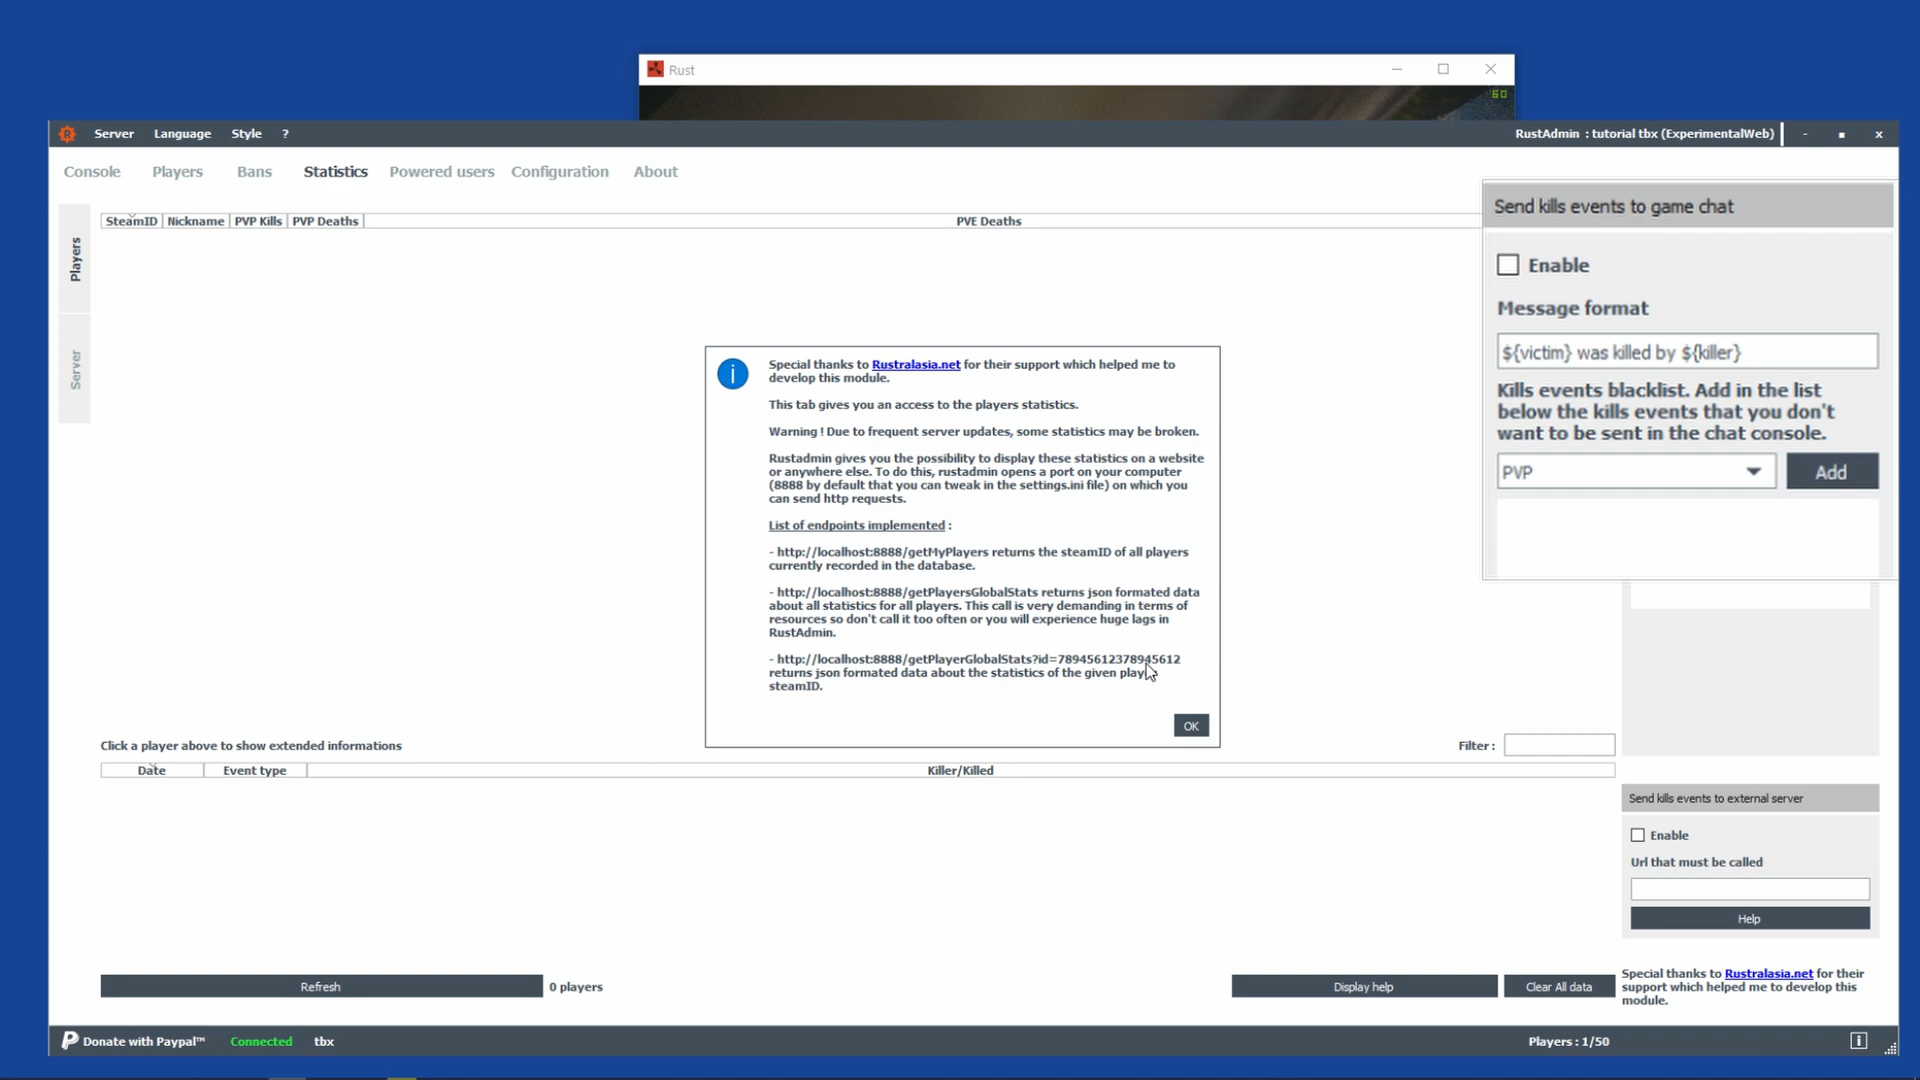 Rust
60
Server Language Style ?
RustAdmin : tutorial tbx (ExperimentalWeb)
Console Players Bans Statistics Powered users Configuration About
Players
Server
SteamID Nickname PVP Kills PVP Deaths PVE Deaths
Send kills events to game chat
Enable
Message format
${victim} was killed by ${killer}
Kills events blacklist. Add in the list
below the kills events that you don't
want to be sent in the chat console.
PVP Add
Special thanks to Rustralasia.net for their support which helped me to
develop this module.
This tab gives you an access to the players statistics.
Warning ! Due to frequent server updates, some statistics may be broken.
Rustadmin gives you the possibility to display these statistics on a website
or anywhere else. To do this, rustadmin opens a port on your computer
(8888 by default that you can tweak in the settings.ini file) on which you
can send http requests.
List of endpoints implemented :
- http://localhost:8888/getMyPlayers returns the steamID of all players
currently recorded in the database.
- http://localhost:8888/getPlayersGlobalStats returns json formated data
about all statistics for all players. This call is very demanding in terms of
resources so don't call it too often or you will experience huge lags in
RustAdmin.
- http://localhost:8888/getPlayerGlobalStats?id=78945612378945612
returns json formated data about the statistics of the given
steamID.
OK
Click a player above to show extended informations
Filter :
Date Event type Killer/Killed
Send kills events to external server
Enable
Url that must be called
Help
Refresh 0 players Display help Clear All data
Special thanks to Rustralasia.net for their
support which helped me to develop this
module.
Donate with Paypal™ Connected tbx Players : 1/50